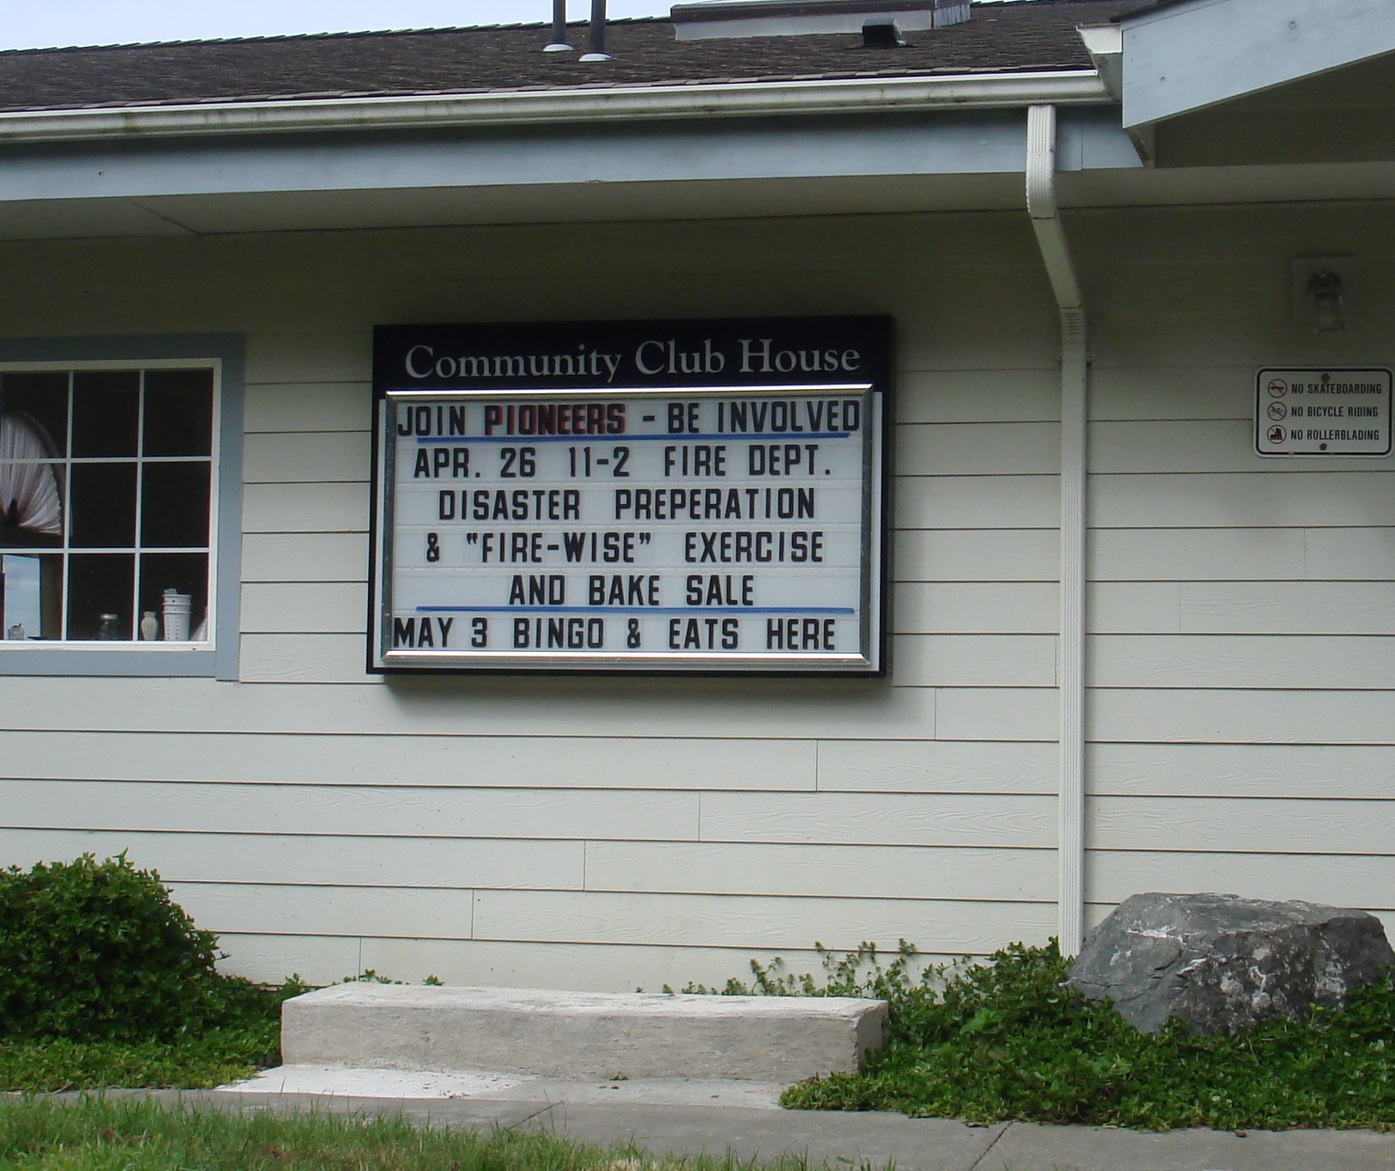 Community Club House
JOIN PIONEERS - BE INVOLVED
APR. 26 11-2 FIRE DEPT.
DISASTER PREPERATION
& "FIRE-WISE" EXERCISE
AND BAKE SALE
MAY 3 BINGO & EATS HERE
NO SKATEBOARDING
NO BICYCLE RIDING
NO ROLLERBLADING